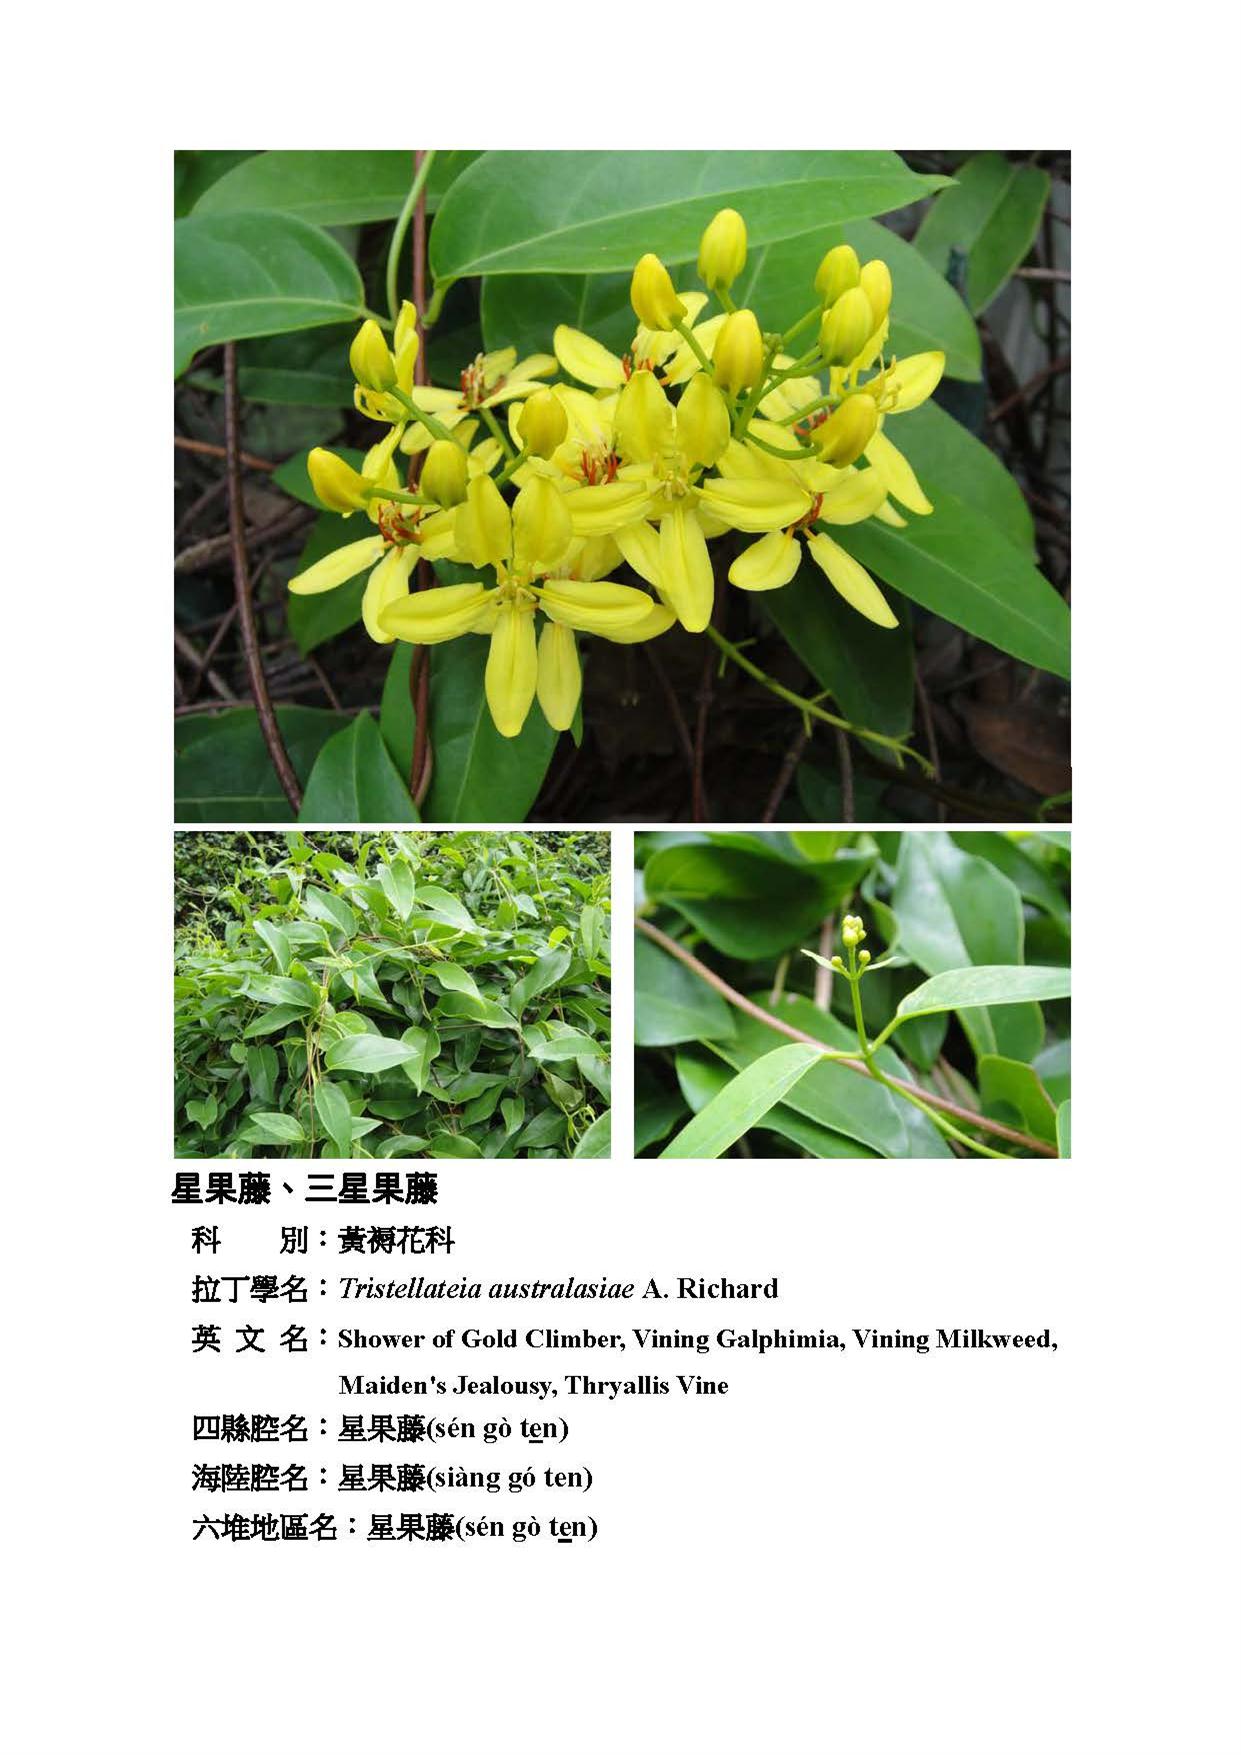 星果藤、三星果藤
科　　別：黃褥花科
拉丁學名：Tristellateia australasiae A. Richard
英 文 名：Shower of Gold Climber, Vining Galphimia, Vining Milkweed,
Maiden's Jealousy, Thryallis Vine
四縣腔名：星果藤(sén gò ten)
海陸腔名：星果藤(siàng gó ten)
六堆地區名：星果藤(sén gò ten)